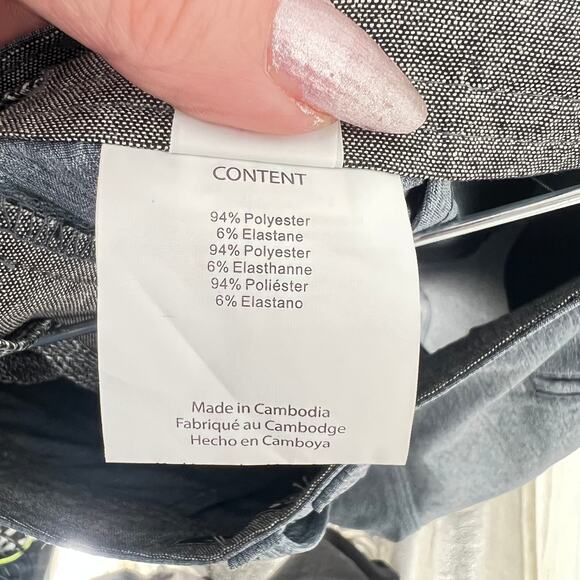 CONTENT
94% Polyester
6% Elastane
94% Polyester
6% Elasthanne
94% Poliéster
6% Elastano
Made in Cambodia
Fabriqué au Cambodge
Hecho en Camboya